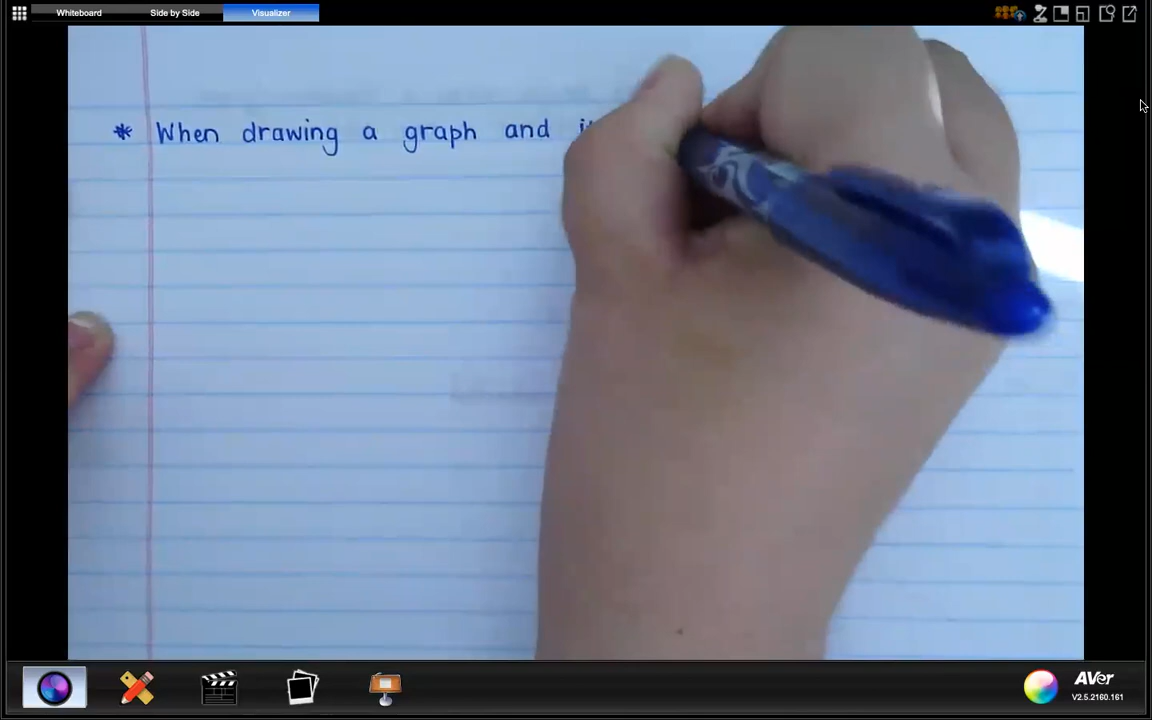 Whiteboard Side by Side Visualizer
* When drawing a graph and
AVer
V2.5.2160.161